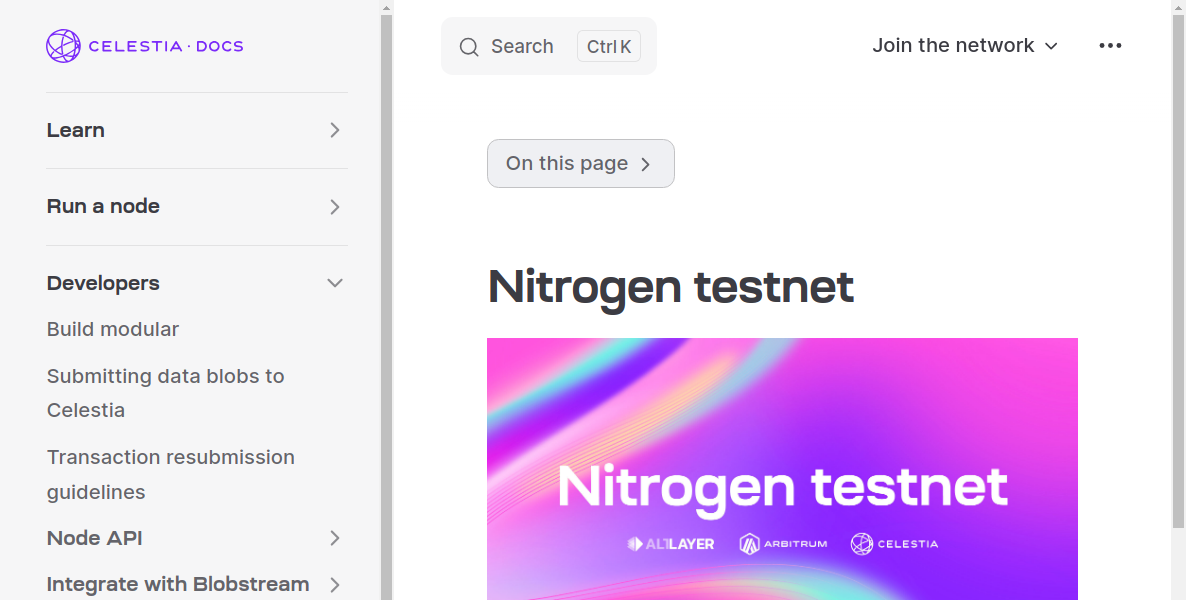 CELESTIA · DOCS
Learn
Run a node
Developers
Build modular
Submitting data blobs to
Celestia
Transaction resubmission
guidelines
Node API
Integrate with Blobstream
Search Ctrl K
Join the network
On this page
Nitrogen testnet
Nitrogen testnet
ALTLAYER ARBITRUM CELESTIA